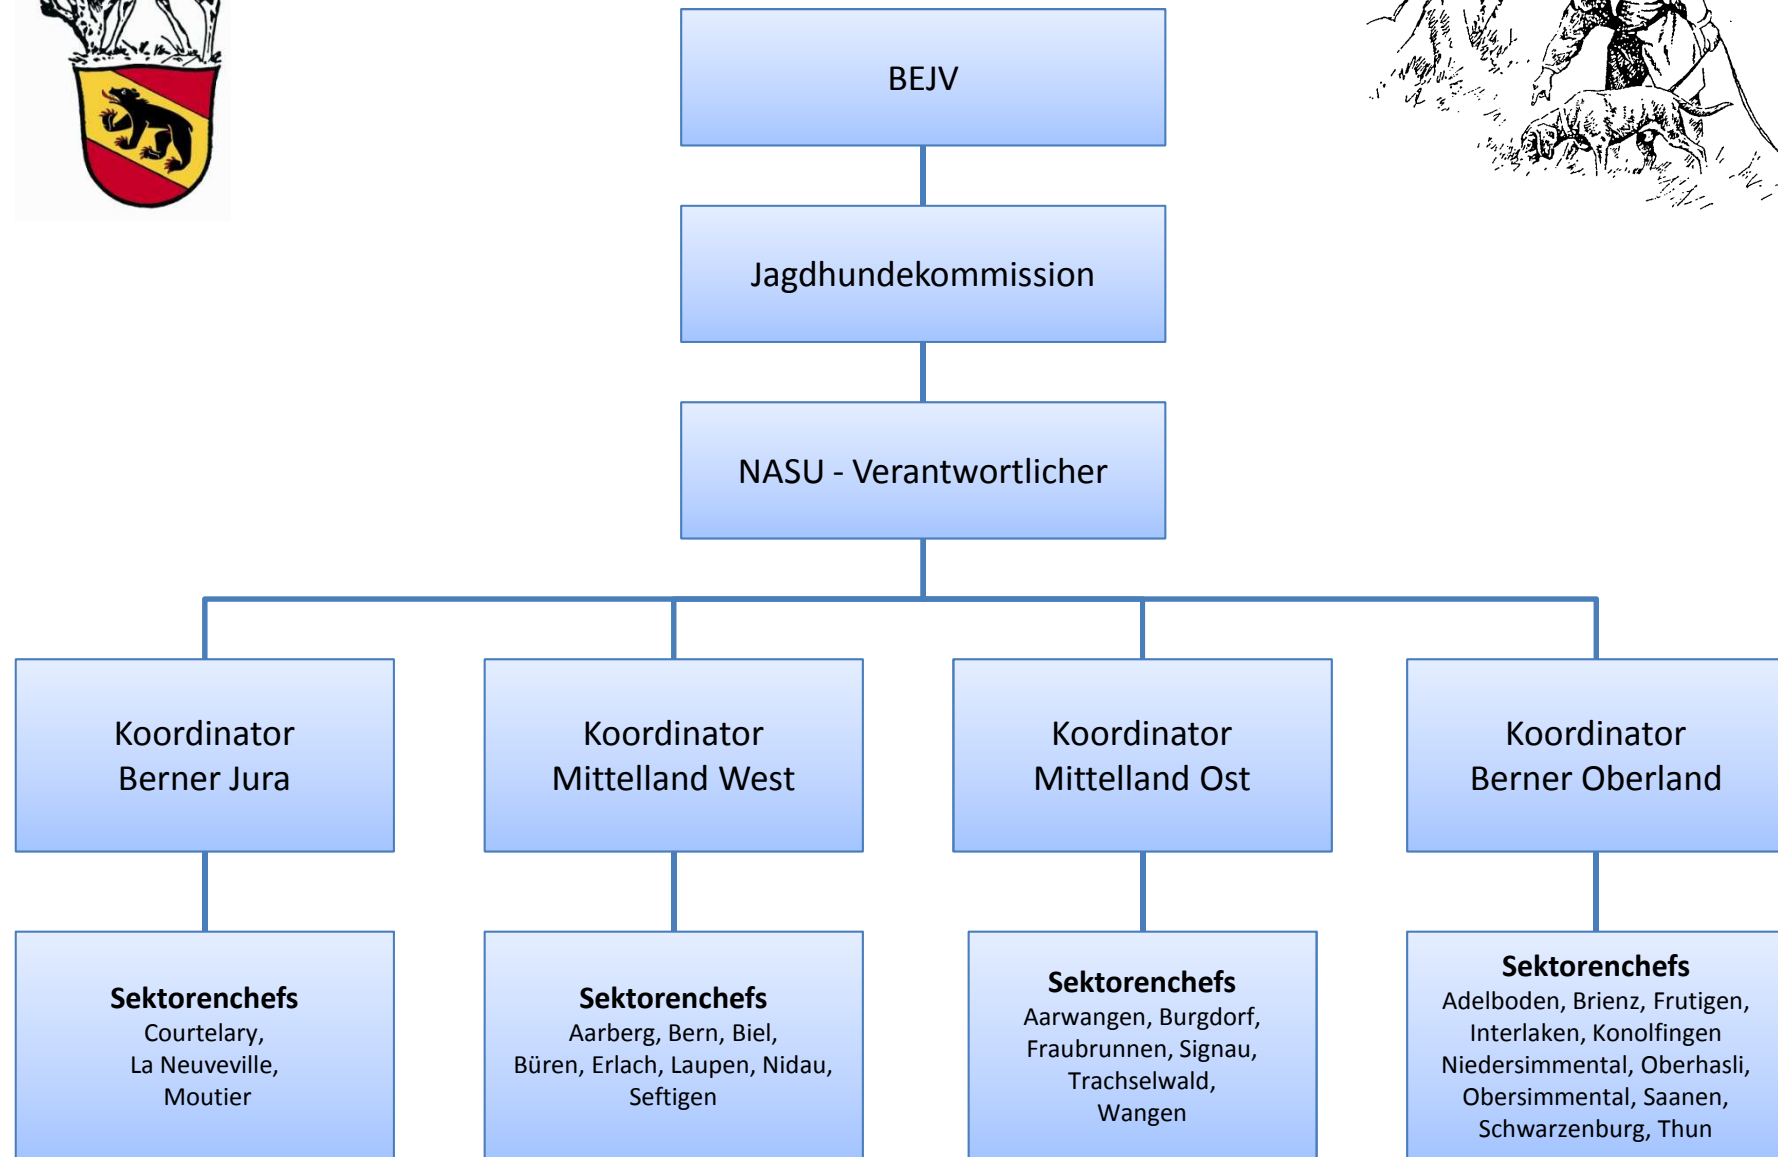 BEJV
Jagdhundekommission
NASU - Verantwortlicher
Koordinator
Berner Jura
Koordinator
Mittelland West
Koordinator
Mittelland Ost
Koordinator
Berner Oberland
Sektorenchefs
Courtelary,
La Neuveville,
Moutier
Sektorenchefs
Aarberg, Bern, Biel,
Büren, Erlach, Laupen, Nidau,
Seftigen
Sektorenchefs
Aarwangen, Burgdorf,
Fraubrunnen, Signau,
Trachselwald,
Wangen
Sektorenchefs
Adelboden, Brienz, Frutigen,
Interlaken, Konolfingen
Niedersimmental, Oberhasli,
Obersimmental, Saanen,
Schwarzenburg, Thun